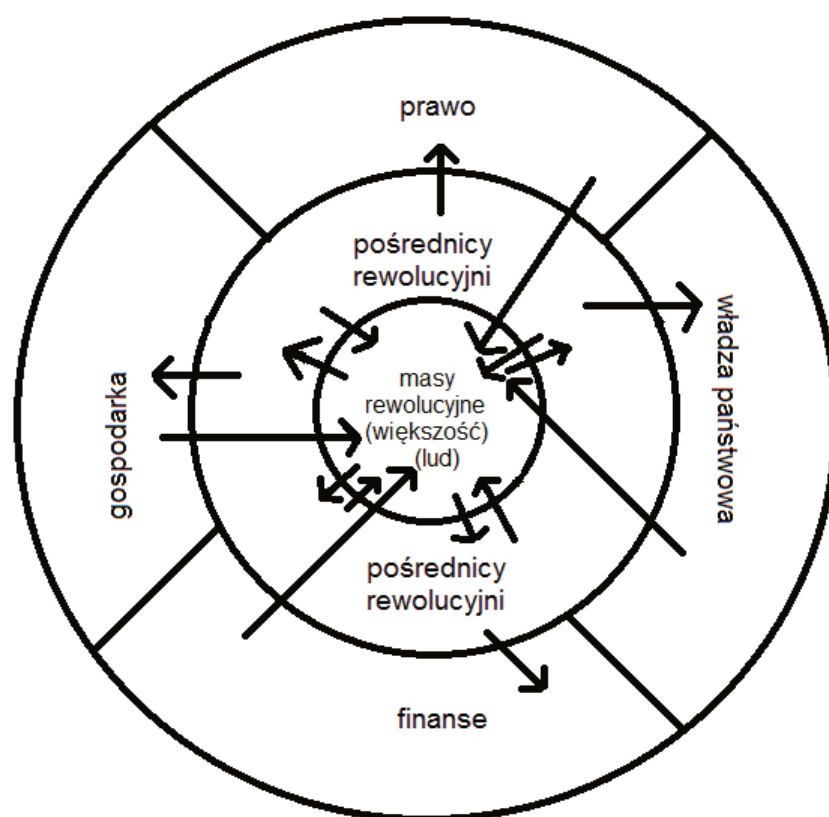 prawo
pośrednicy
rewolucyjni
masy
rewolucyjne
(większość)
(lud)
gospodarka
władza państwowa
pośrednicy
rewolucyjni
finanse